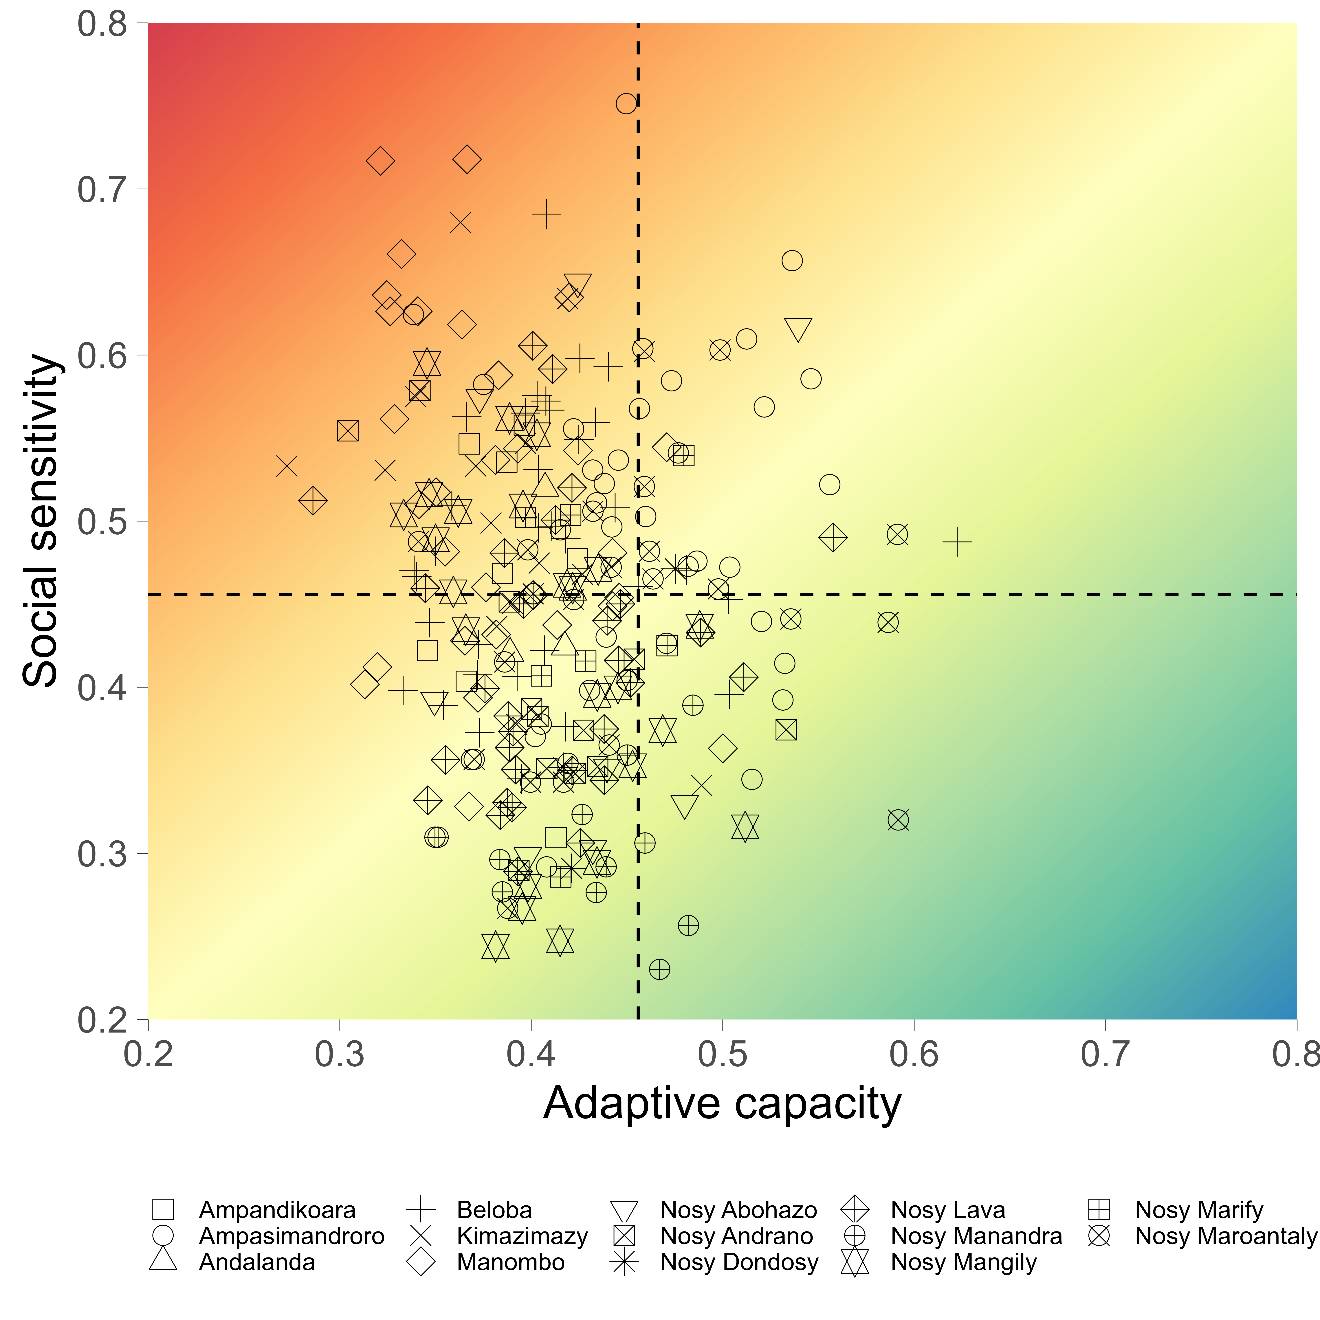 0.8
0.7
0.6
0.5
0.4
0.3
0.2
Social sensitivity
0.2 0.3 0.4 0.5 0.6 0.7 0.8
Adaptive capacity
Ampandikoara Beloba Nosy Abohazo Nosy Lava Nosy Marify
Ampasimandroro Kimazimazy Nosy Andrano Nosy Manandra Nosy Maroantaly
Andalanda Manombo Nosy Dondosy Nosy Mangily